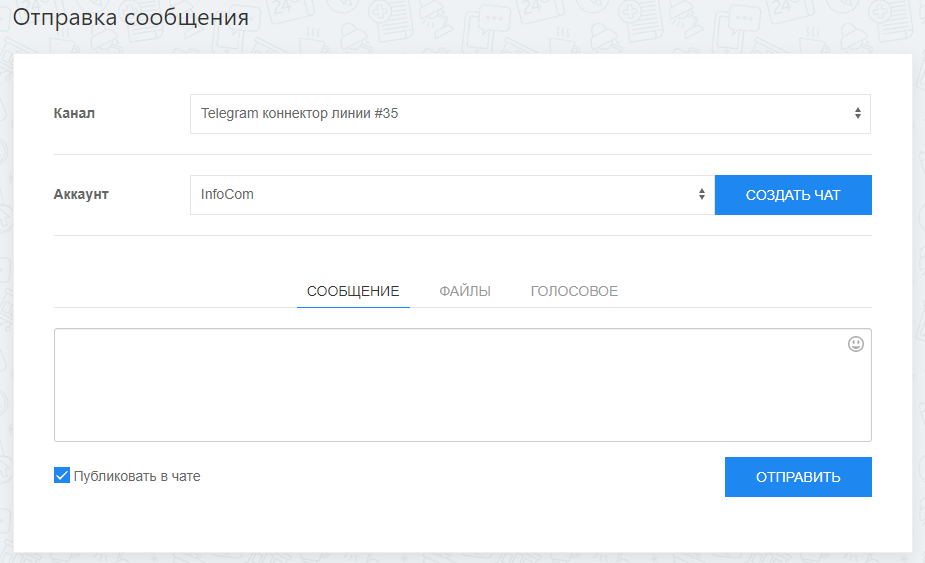 Отправка сообщения
Канал
Telegram коннектор линии #35
Аккаунт
InfoCom
СОЗДАТЬ ЧАТ
СООБЩЕНИЕ ФАЙЛЫ ГОЛОСОВОЕ
Публиковать в чате
ОТПРАВИТЬ